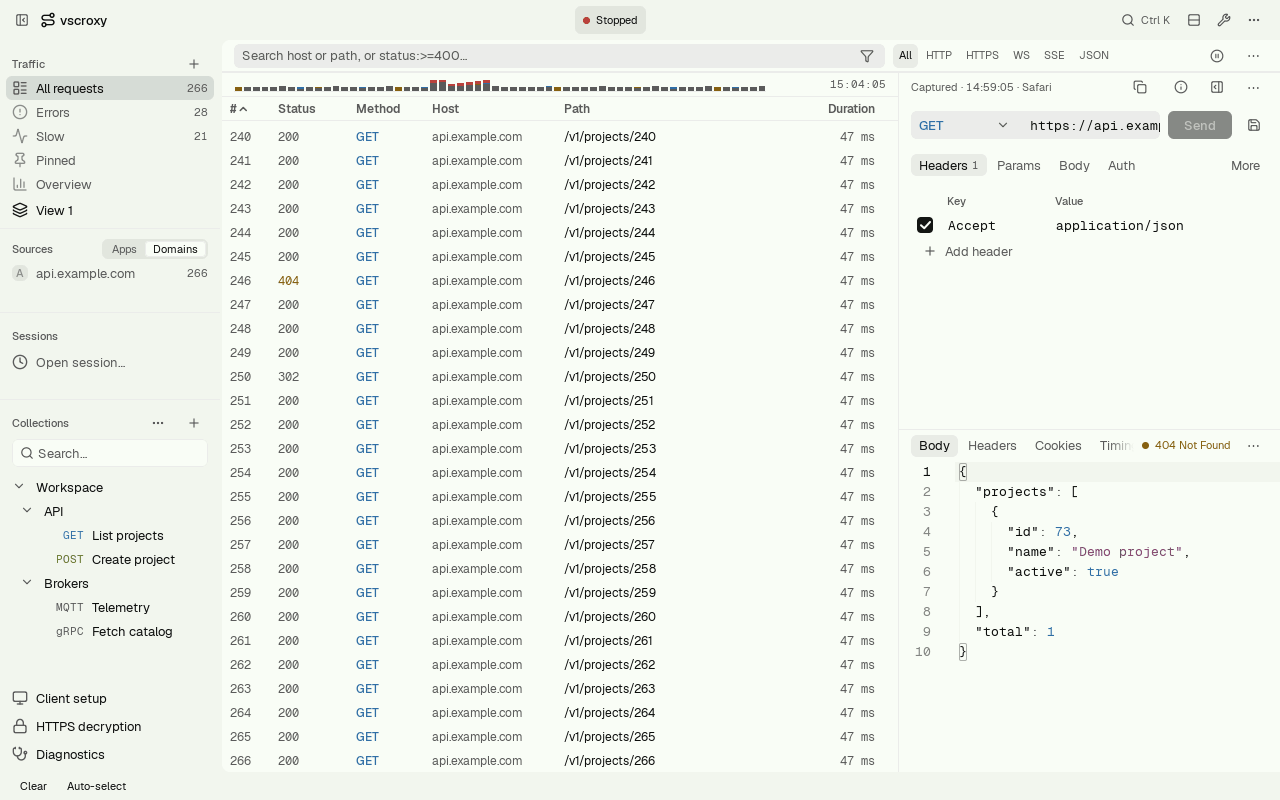 vscroxy
Stopped
Ctrl K
Traffic
All requests 266
Errors 28
Slow 21
Pinned
Overview
View 1
Sources Apps Domains
A api.example.com 266
Sessions
Open session...
Collections
Search...
Workspace
API
GET List projects
POST Create project
Brokers
MQTT Telemetry
gRPC Fetch catalog
Client setup
HTTPS decryption
Diagnostics
Clear Auto-select
Search host or path, or status:>=400...
All HTTP HTTPS WS SSE JSON
15:04:05
# Status Method Host Path Duration
240 200 GET api.example.com /v1/projects/240 47 ms
241 200 GET api.example.com /v1/projects/241 47 ms
242 200 GET api.example.com /v1/projects/242 47 ms
243 200 GET api.example.com /v1/projects/243 47 ms
244 200 GET api.example.com /v1/projects/244 47 ms
245 200 GET api.example.com /v1/projects/245 47 ms
246 404 GET api.example.com /v1/projects/246 47 ms
247 200 GET api.example.com /v1/projects/247 47 ms
248 200 GET api.example.com /v1/projects/248 47 ms
249 200 GET api.example.com /v1/projects/249 47 ms
250 302 GET api.example.com /v1/projects/250 47 ms
251 200 GET api.example.com /v1/projects/251 47 ms
252 200 GET api.example.com /v1/projects/252 47 ms
253 200 GET api.example.com /v1/projects/253 47 ms
254 200 GET api.example.com /v1/projects/254 47 ms
255 200 GET api.example.com /v1/projects/255 47 ms
256 200 GET api.example.com /v1/projects/256 47 ms
257 200 GET api.example.com /v1/projects/257 47 ms
258 200 GET api.example.com /v1/projects/258 47 ms
259 200 GET api.example.com /v1/projects/259 47 ms
260 200 GET api.example.com /v1/projects/260 47 ms
261 200 GET api.example.com /v1/projects/261 47 ms
262 200 GET api.example.com /v1/projects/262 47 ms
263 200 GET api.example.com /v1/projects/263 47 ms
264 200 GET api.example.com /v1/projects/264 47 ms
265 200 GET api.example.com /v1/projects/265 47 ms
266 200 GET api.example.com /v1/projects/266 47 ms
Captured · 14:59:05 · Safari
GET https://api.examp Send
Headers 1 Params Body Auth More
Key Value
Accept application/json
Add header
Body Headers Cookies Timin 404 Not Found
1 {
2 "projects": [
3 {
4 "id": 73,
5 "name": "Demo project",
6 "active": true
7 }
8 ],
9 "total": 1
10 }